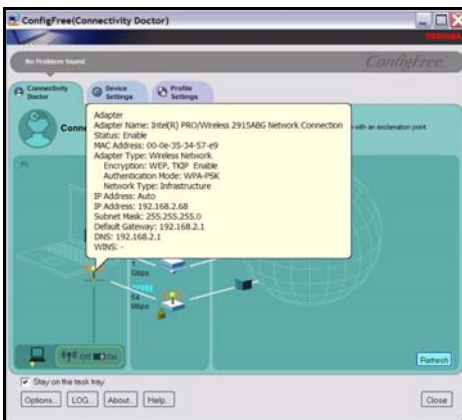 ConfigFree(Connectivity Doctor)
TOSHIBA
No Problem found
ConfigFree
Connectivity Doctor
Device Settings
Profile Settings
Conne
with an exclamation point
PC
Adapter
Adapter Name: Intel(R) PRO/Wireless 2915ABG Network Connection
Status: Enable
MAC Address: 00-0e-35-34-57-e9
Adapter Type: Wireless Network
Encryption: WEP, TKIP Enable
Authentication Mode: WPA-PSK
Network Type: Infrastructure
IP Address: Auto
IP Address: 192.168.2.68
Subnet Mask: 255.255.255.0
Default Gateway: 192.168.2.1
DNS: 192.168.2.1
WINS: -
1
Gbps
54
Mbps
Off On
Refresh
Stay on the task tray
Options... LOG... About... Help... Close